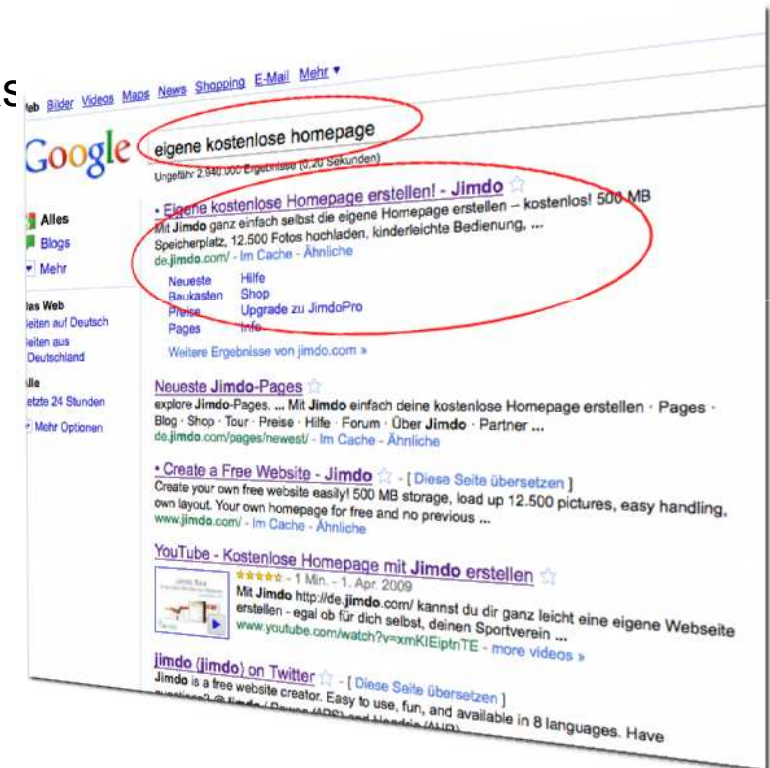 eb Bilder Videos Maps News Shopping E-Mail Mehr ▼
Google
eigene kostenlose homepage
Ungefähr 2.940.000 Ergebnisse (0,20 Sekunden)
Alles
Blogs
Mehr
as Web
eiten auf Deutsch
eiten aus
Deutschland
lle
etzte 24 Stunden
Mehr Optionen
• Eigene kostenlose Homepage erstellen! - Jimdo
Mit Jimdo ganz einfach selbst die eigene Homepage erstellen – kostenlos! 500 MB
Speicherplatz, 12.500 Fotos hochladen, kinderleichte Bedienung, ...
de.jimdo.com/ - Im Cache - Ähnliche
Neueste Hilfe
Baukasten Shop
Preise Upgrade zu JimdoPro
Pages Info
Weitere Ergebnisse von jimdo.com »
Neueste Jimdo-Pages
explore Jimdo-Pages. ... Mit Jimdo einfach deine kostenlose Homepage erstellen · Pages ·
Blog · Shop · Tour · Preise · Hilfe · Forum · Über Jimdo · Partner ...
de.jimdo.com/pages/newest/ - Im Cache - Ähnliche
• Create a Free Website - Jimdo - [ Diese Seite übersetzen ]
Create your own free website easily! 500 MB storage, load up 12.500 pictures, easy handling,
own layout. Your own homepage for free and no previous ...
www.jimdo.com/ - Im Cache - Ähnliche
YouTube - Kostenlose Homepage mit Jimdo erstellen
- 1 Min. - 1. Apr. 2009
Mit Jimdo http://de.jimdo.com/ kannst du dir ganz leicht eine eigene Webseite
erstellen - egal ob für dich selbst, deinen Sportverein ...
www.youtube.com/watch?v=xmKIEiptnTE - more videos »
jimdo (jimdo) on Twitter - [ Diese Seite übersetzen ]
Jimdo is a free website creator. Easy to use, fun, and available in 8 languages. Have